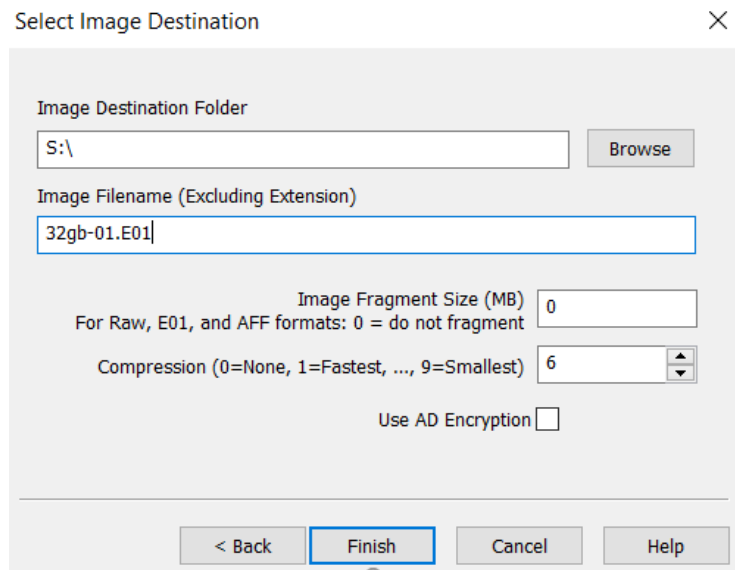 Select Image Destination
Image Destination Folder
S:\
Browse
Image Filename (Excluding Extension)
32gb-01.E01
Image Fragment Size (MB)
For Raw, E01, and AFF formats: 0 = do not fragment
0
Compression (0=None, 1=Fastest, ..., 9=Smallest)
6
Use AD Encryption
< Back
Finish
Cancel
Help